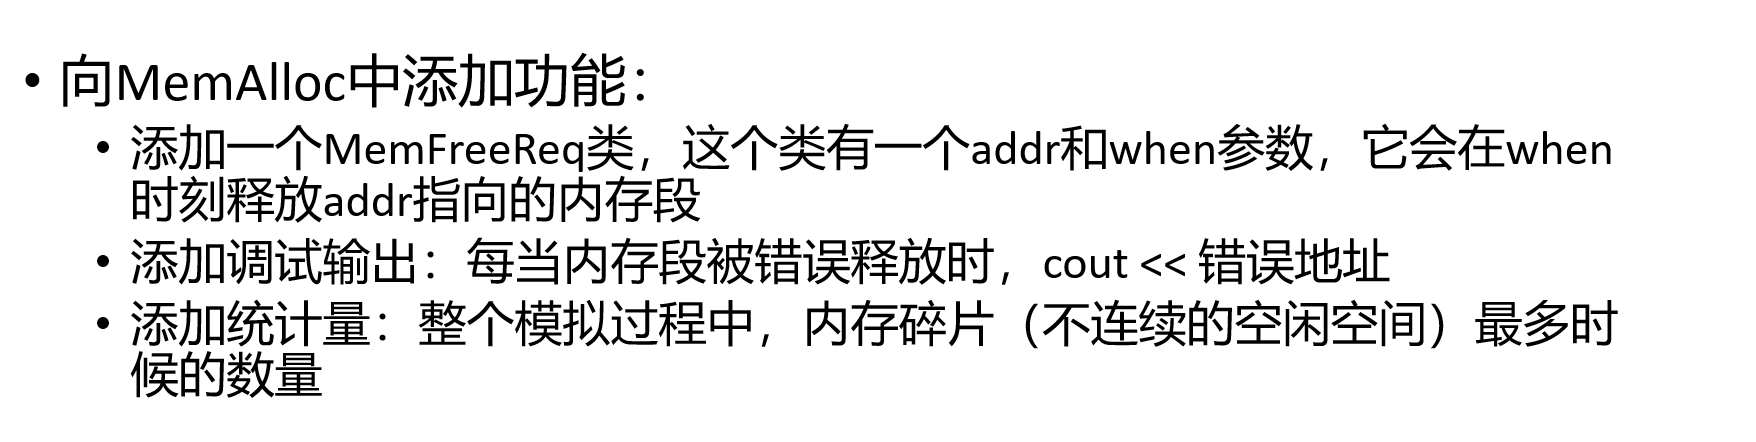 • 向MemAlloc中添加功能：
• 添加一个MemFreeReq类，这个类有一个addr和when参数，它会在when
时刻释放addr指向的内存段
• 添加调试输出：每当内存段被错误释放时，cout << 错误地址
• 添加统计量：整个模拟过程中，内存碎片（不连续的空闲空间）最多时
候的数量